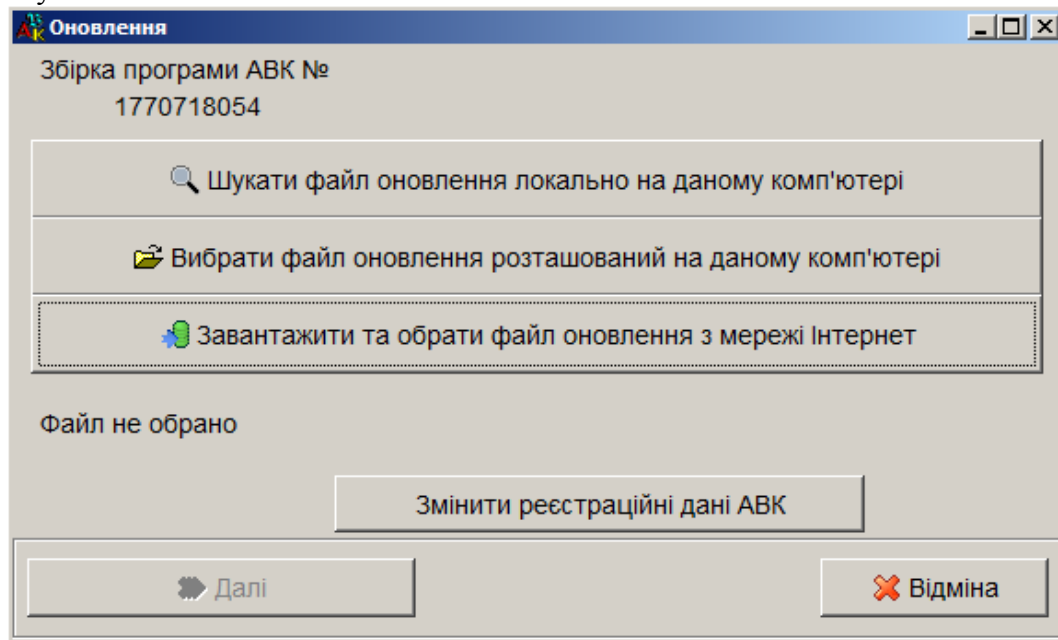 Оновлення
Збірка програми АВК №
1770718054
Шукати файл оновлення локально на даному комп'ютері
Вибрати файл оновлення розташований на даному комп'ютері
Завантажити та обрати файл оновлення з мережі Інтернет
Файл не обрано
Змінити реєстраційні дані АВК
Далі
Відміна